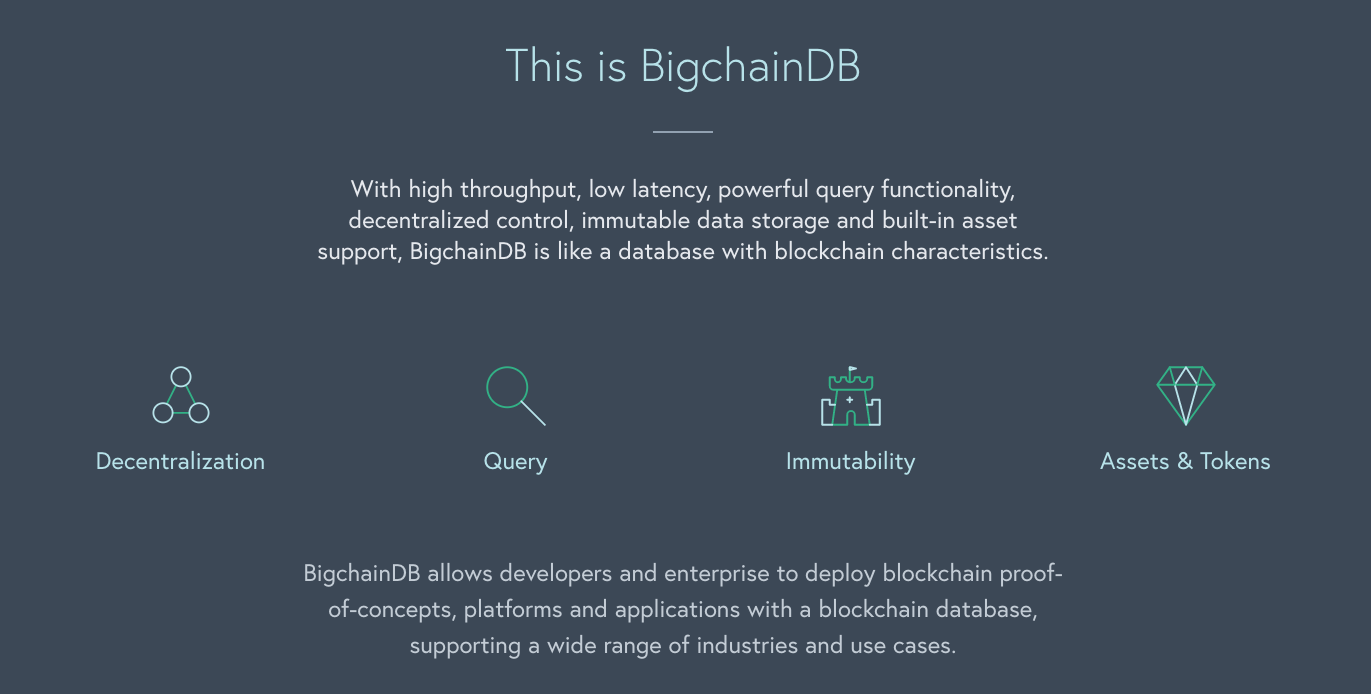 This is BigchainDB
With high throughput, low latency, powerful query functionality,
decentralized control, immutable data storage and built-in asset
support, BigchainDB is like a database with blockchain characteristics.
Decentralization
Query
Immutability
Assets & Tokens
BigchainDB allows developers and enterprise to deploy blockchain proof-
of-concepts, platforms and applications with a blockchain database,
supporting a wide range of industries and use cases.